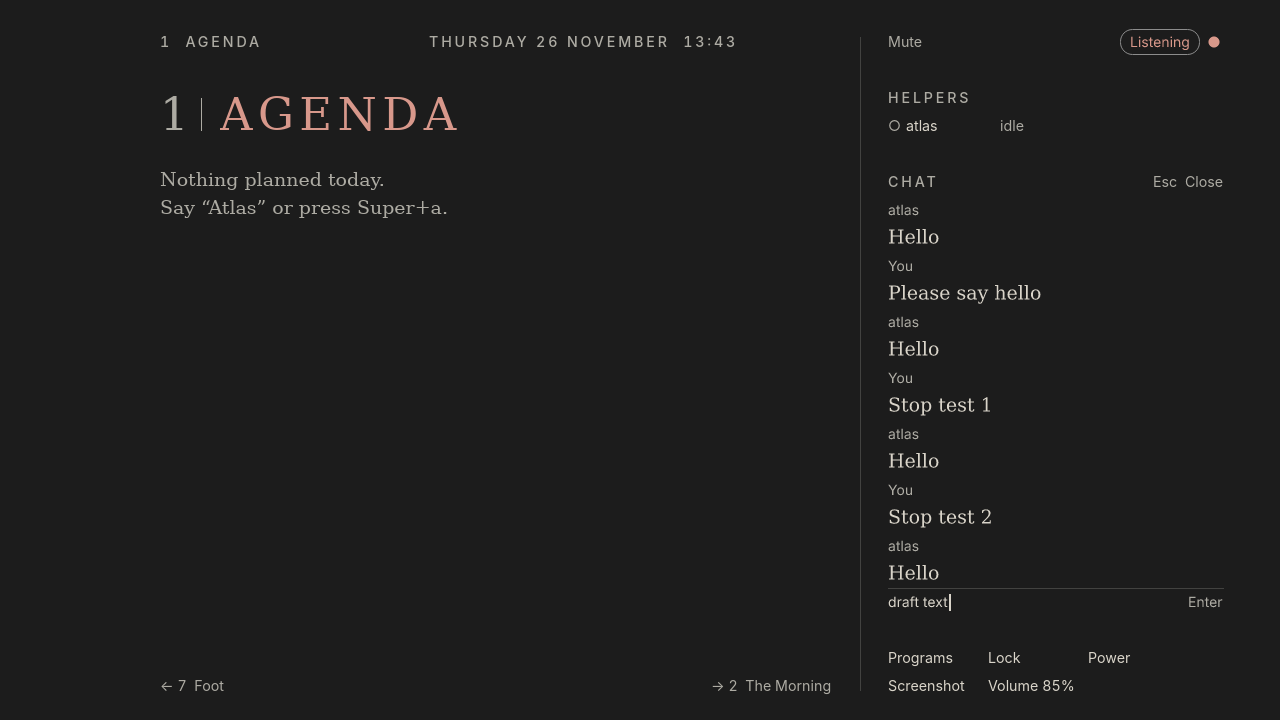 1 AGENDA
THURSDAY 26 NOVEMBER 13:43
1 AGENDA
Nothing planned today.
Say “Atlas” or press Super+a.
← 7 Foot
→ 2 The Morning
Mute
Listening
HELPERS
atlas idle
CHAT
Esc Close
atlas
Hello
You
Please say hello
atlas
Hello
You
Stop test 1
atlas
Hello
You
Stop test 2
atlas
Hello
draft text
Enter
Programs Lock Power
Screenshot Volume 85%